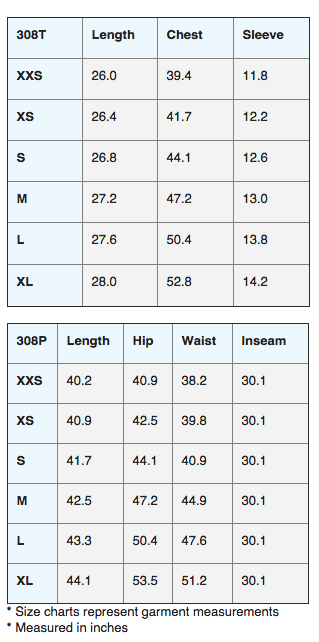 308T Length Chest Sleeve
XXS 26.0 39.4 11.8
XS 26.4 41.7 12.2
S 26.8 44.1 12.6
M 27.2 47.2 13.0
L 27.6 50.4 13.8
XL 28.0 52.8 14.2
308P Length Hip Waist Inseam
XXS 40.2 40.9 38.2 30.1
XS 40.9 42.5 39.8 30.1
S 41.7 44.1 40.9 30.1
M 42.5 47.2 44.9 30.1
L 43.3 50.4 47.6 30.1
XL 44.1 53.5 51.2 30.1
* Size charts represent garment measurements
* Measured in inches